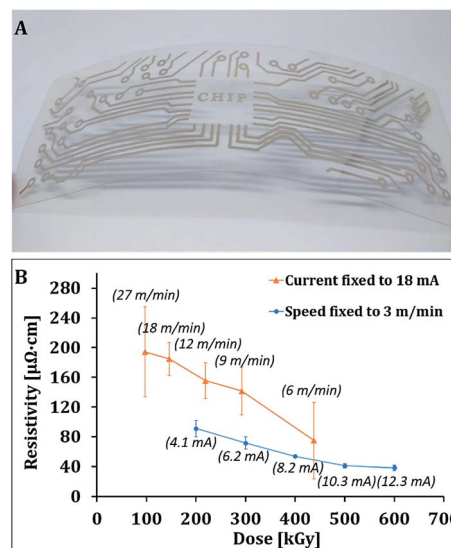 A
CHIP
B
Resistivity [μΩ·cm]
280
240
200
160
120
80
40
0
0 100 200 300 400 500 600 700
Dose [kGy]
Current fixed to 18 mA
Speed fixed to 3 m/min
(27 m/min)
(18 m/min)
(12 m/min)
(9 m/min)
(6 m/min)
(4.1 mA)
(6.2 mA)
(8.2 mA)
(10.3 mA)
(12.3 mA)